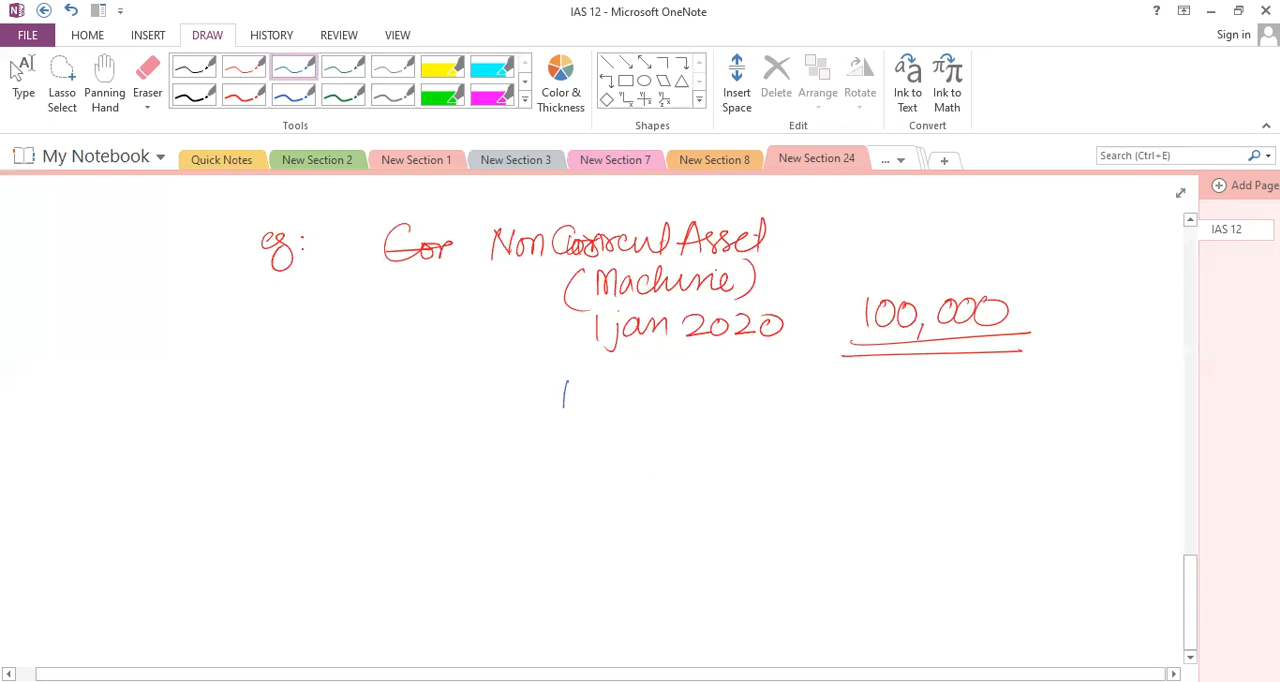 IAS 12 - Microsoft OneNote
?
FILE HOME INSERT DRAW HISTORY REVIEW VIEW
Sign in
Type
Lasso Select
Panning Hand
Eraser
Color & Thickness
Insert Space
Delete
Arrange
Rotate
Ink to Text
Ink to Math
Tools
Shapes
Edit
Convert
My Notebook
Quick Notes New Section 2 New Section 1 New Section 3 New Section 7 New Section 8 New Section 24 ...
Search (Ctrl+E)
Add Page
IAS 12
eg: Cor Non Asset
(Machine)
1 jan 2020
100,000